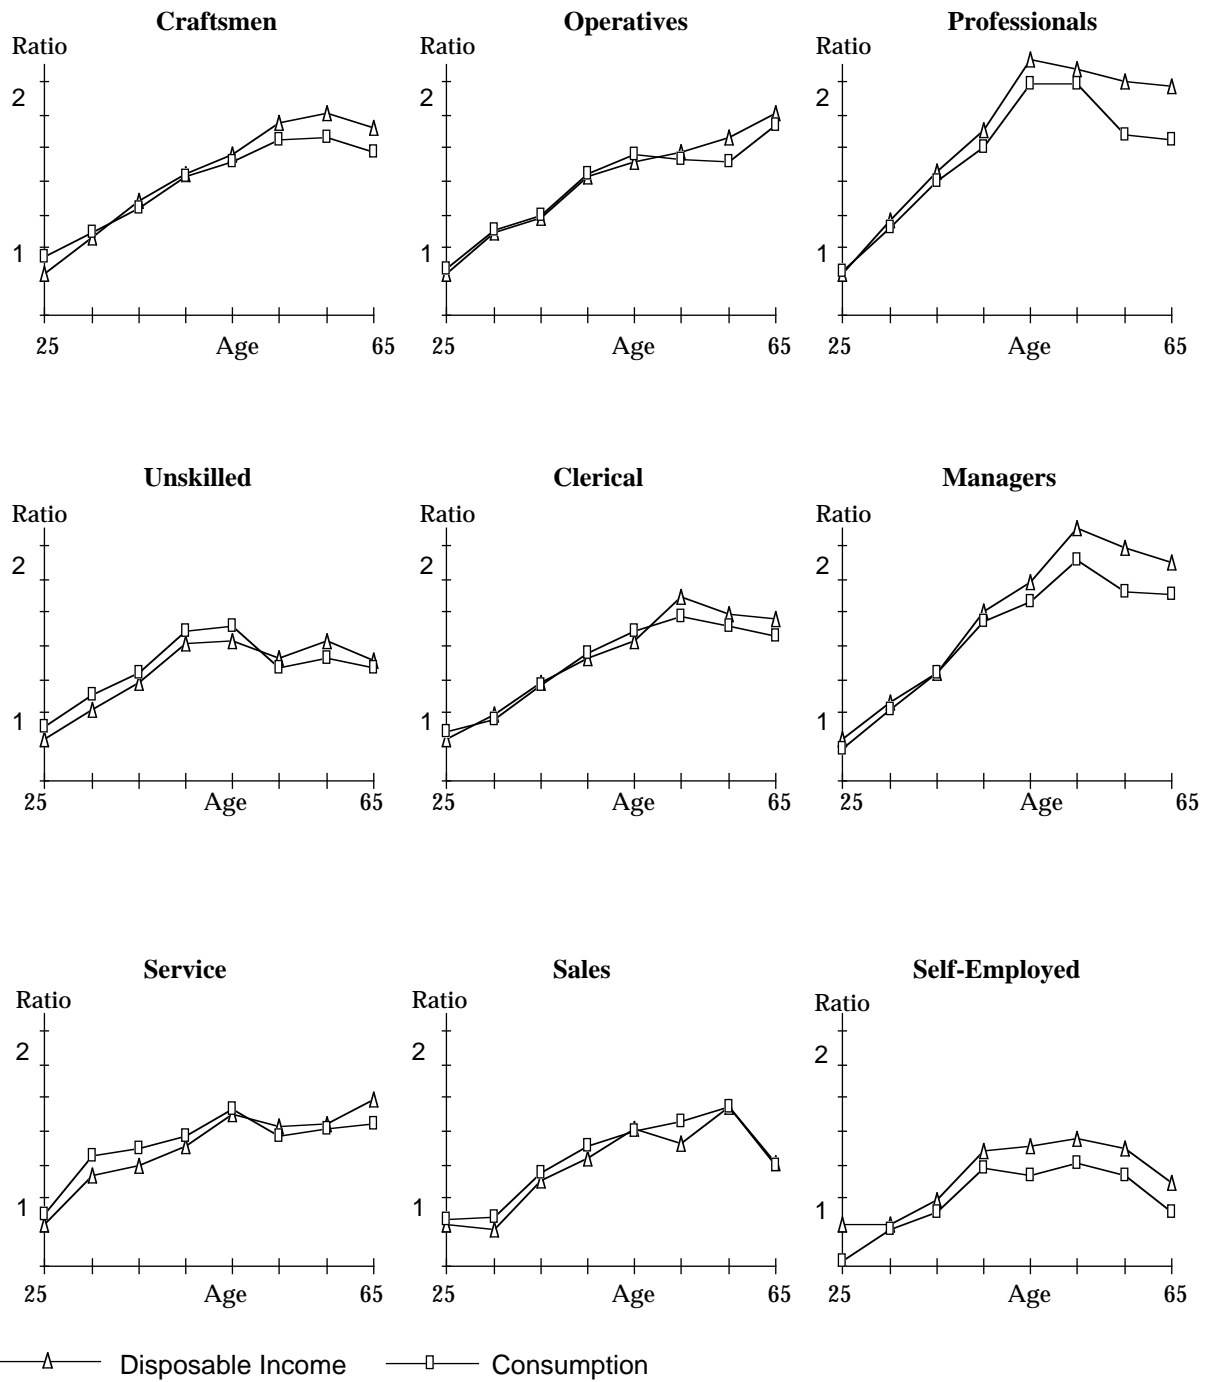 Craftsmen Operatives Professionals
Ratio Ratio Ratio
2 2 2
1 1 1
25 Age 65 25 Age 65 25 Age 65
Unskilled Clerical Managers
Ratio Ratio Ratio
2 2 2
1 1 1
25 Age 65 25 Age 65 25 Age 65
Service Sales Self-Employed
Ratio Ratio Ratio
2 2 2
1 1 1
25 Age 65 25 Age 65 25 Age 65
Disposable Income Consumption